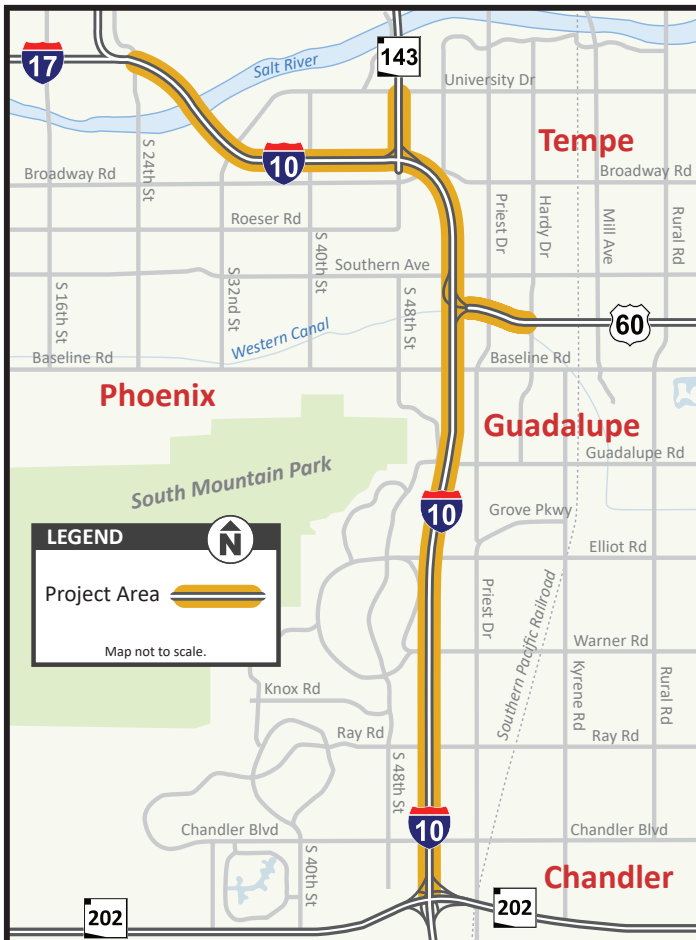 17
Salt River
143
University Dr
Tempe
S 24th St
10
Broadway Rd
Broadway Rd
Roeser Rd
Priest Dr
Hardy Dr
Mill Ave
Rural Rd
S 40th St
Southern Ave
S 16th St
S 32nd St
S 48th St
60
Western Canal
Baseline Rd
Baseline Rd
Phoenix
Guadalupe
Guadalupe Rd
South Mountain Park
10
Grove Pkwy
LEGEND
N
Project Area
Map not to scale.
Elliot Rd
Priest Dr
Southern Pacific Railroad
Warner Rd
Kyrene Rd
Rural Rd
Knox Rd
Ray Rd
Ray Rd
S 48th St
10
Chandler Blvd
Chandler Blvd
S 40th St
Chandler
202
202